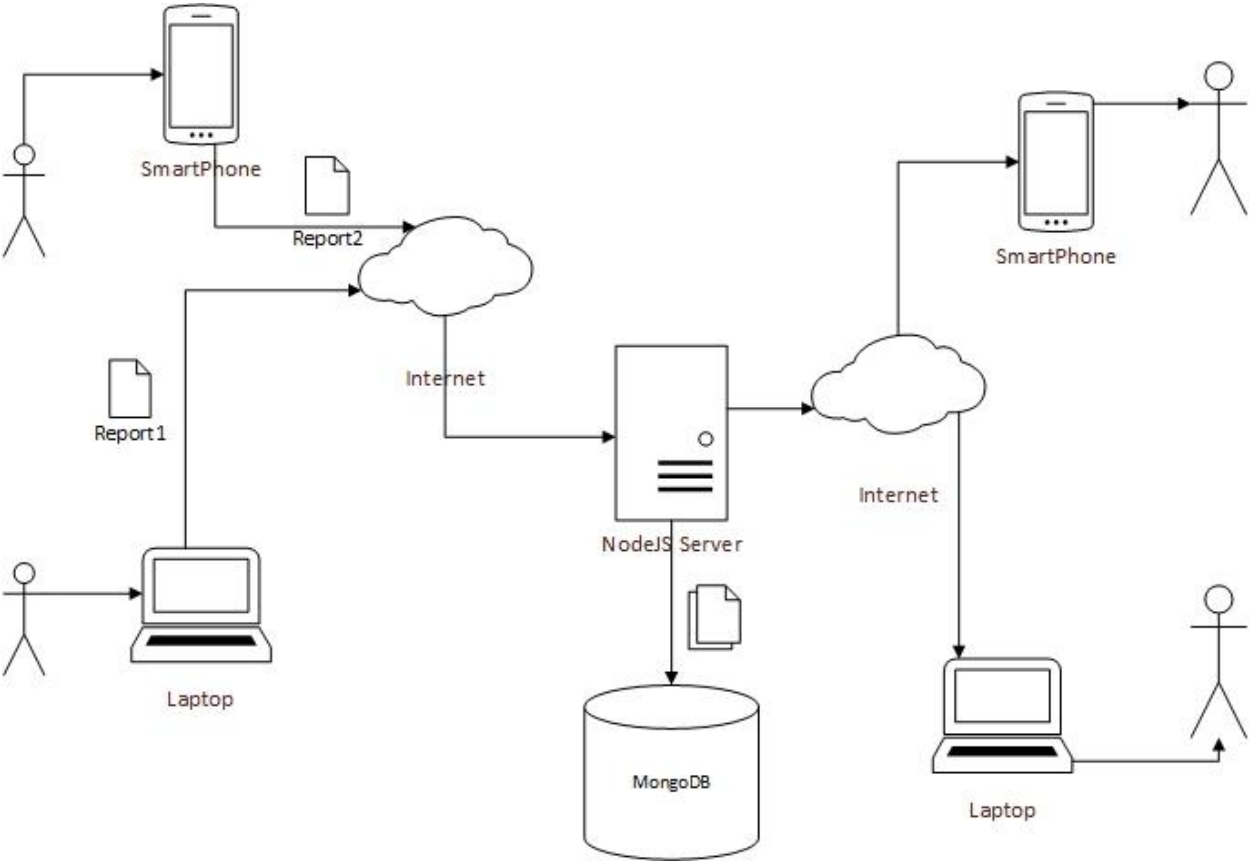 SmartPhone
Report2
SmartPhone
Internet
Report1
Internet
NodeJS Server
Laptop
MongoDB
Laptop